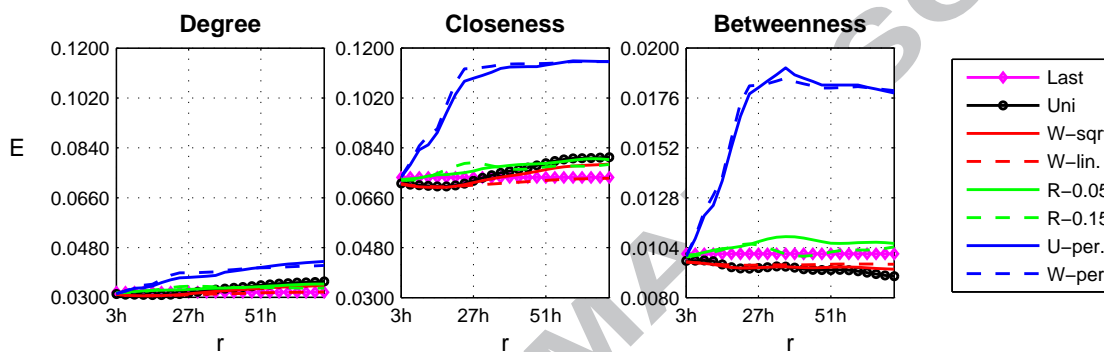 Degree
Closeness
Betweenness
E
0.1200
0.1020
0.0840
0.0660
0.0480
0.0300
3h 27h 51h
r
0.1200
0.1020
0.0840
0.0660
0.0480
0.0300
3h 27h 51h
r
0.0200
0.0176
0.0152
0.0128
0.0104
0.0080
3h 27h 51h
r
Last
Uni
W−sqr
W−lin.
R−0.05
R−0.15
U−per.
W−per